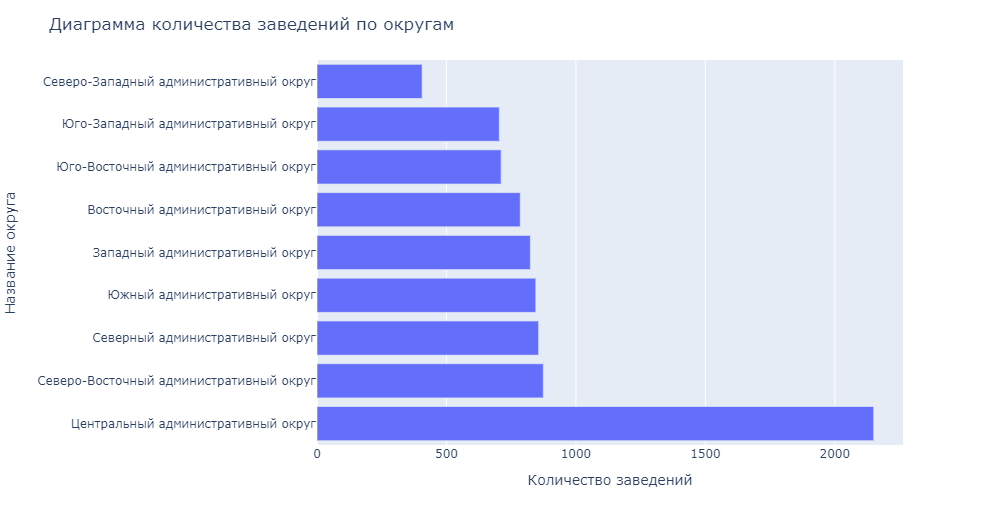 Диаграмма количества заведений по округам
Название округа
Северо-Западный административный округ
Юго-Западный административный округ
Юго-Восточный административный округ
Восточный административный округ
Западный административный округ
Южный административный округ
Северный административный округ
Северо-Восточный административный округ
Центральный административный округ
0 500 1000 1500 2000
Количество заведений